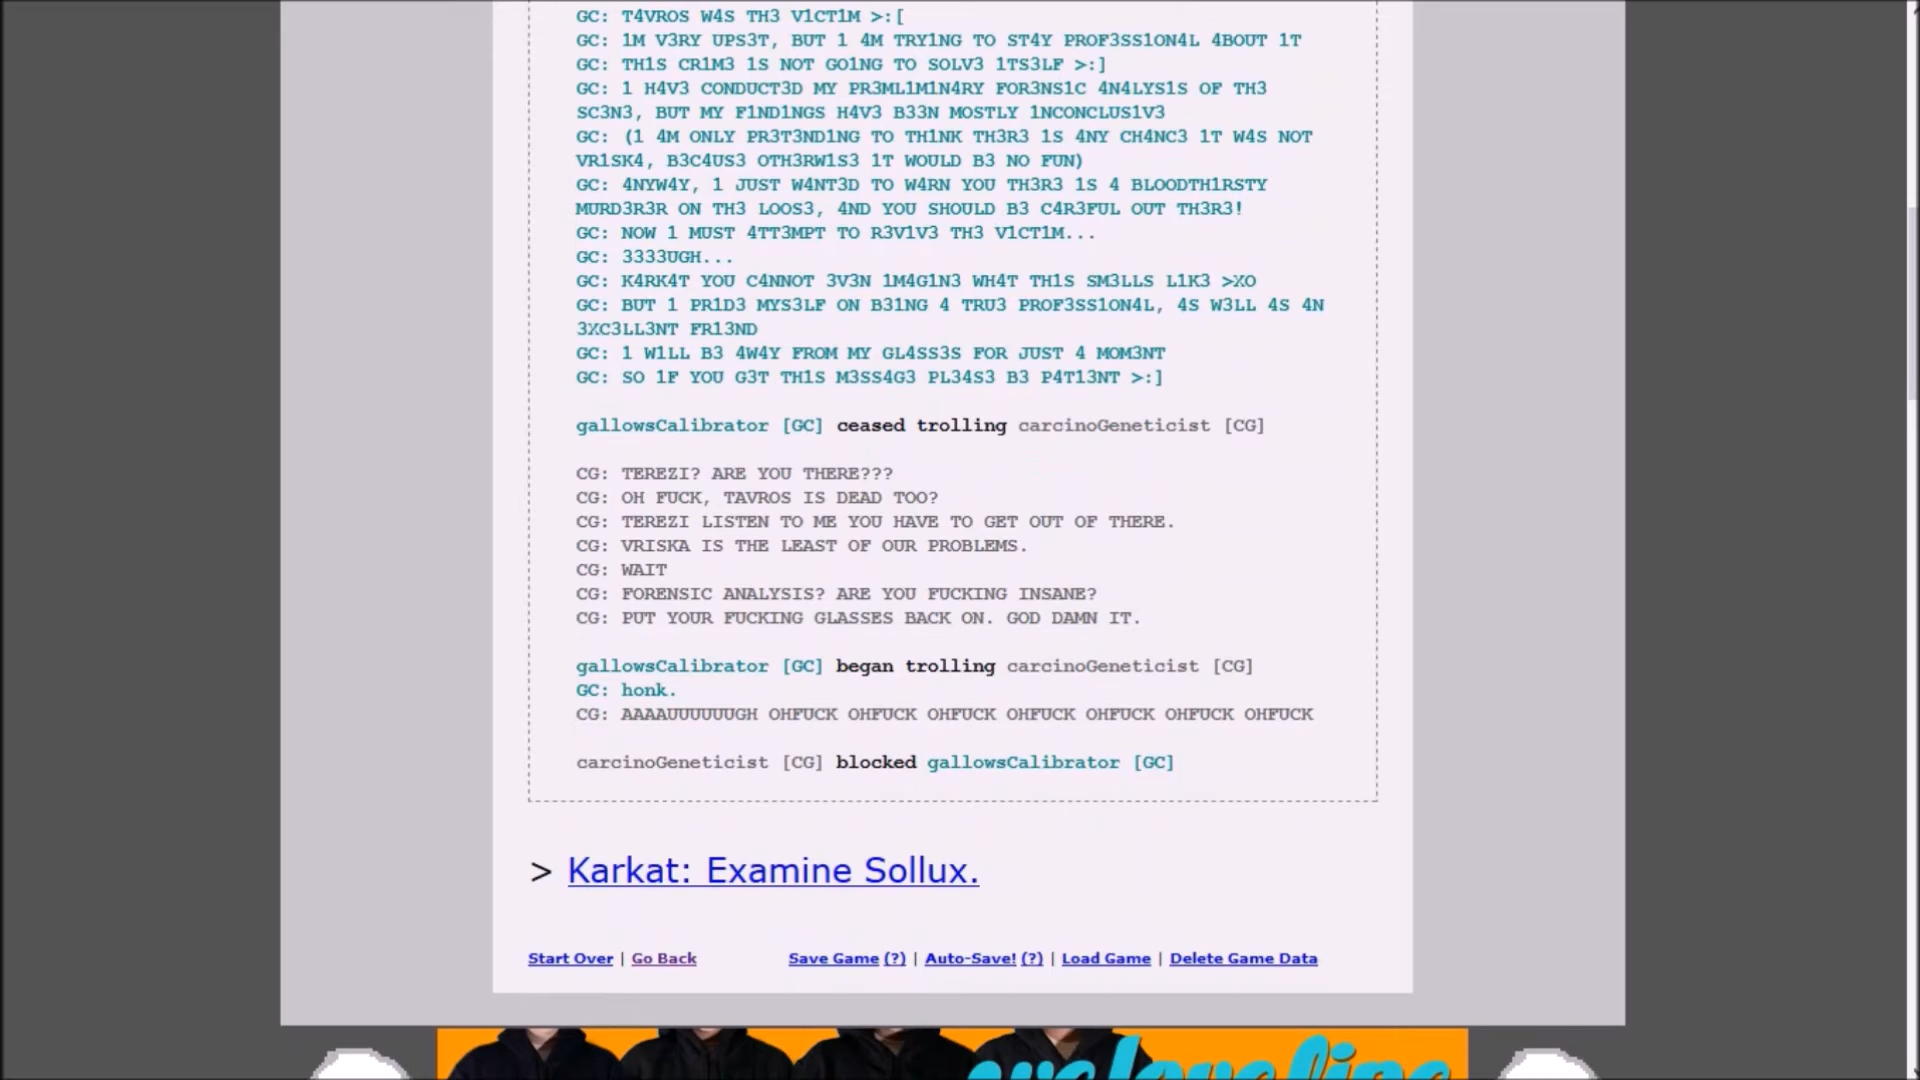 GC: T4VROS W4S TH3 V1CT1M >:[
GC: 1M V3RY UPS3T, BUT 1 4M TRY1NG TO ST4Y PROF3SS1ON4L 4BOUT 1T
GC: TH1S CR1M3 1S NOT GO1NG TO SOLV3 1TS3LF >:]
GC: 1 H4V3 CONDUCT3D MY PR3ML1M1N4RY FOR3NS1C 4N4LYS1S OF TH3
SC3N3, BUT MY F1ND1NGS H4V3 B33N MOSTLY 1NCONCLUS1V3
GC: (1 4M ONLY PR3T3ND1NG TO TH1NK TH3R3 1S 4NY CH4NC3 1T W4S NOT
VR1SK4, B3C4US3 OTH3RW1S3 1T WOULD B3 NO FUN)
GC: 4NYW4Y, 1 JUST W4NT3D TO W4RN YOU TH3R3 1S 4 BLOODTH1RSTY
MURD3R3R ON TH3 LOOS3, 4ND YOU SHOULD B3 C4R3FUL OUT TH3R3!
GC: NOW 1 MUST 4TT3MPT TO R3V1V3 TH3 V1CT1M...
GC: 3333UGH...
GC: K4RK4T YOU C4NNOT 3V3N 1M4G1N3 WH4T TH1S SM3LLS L1K3 >XO
GC: BUT 1 PR1D3 MYS3LF ON B31NG 4 TRU3 PROF3SS1ON4L, 4S W3LL 4S 4N
3XC3LL3NT FR13ND
GC: 1 W1LL B3 4W4Y FROM MY GL4SS3S FOR JUST 4 MOM3NT
GC: SO 1F YOU G3T TH1S M3SS4G3 PL34S3 B3 P4T13NT >:]
gallowsCalibrator [GC] ceased trolling carcinoGeneticist [CG]
CG: TEREZI? ARE YOU THERE???
CG: OH FUCK, TAVROS IS DEAD TOO?
CG: TEREZI LISTEN TO ME YOU HAVE TO GET OUT OF THERE.
CG: VRISKA IS THE LEAST OF OUR PROBLEMS.
CG: WAIT
CG: FORENSIC ANALYSIS? ARE YOU FUCKING INSANE?
CG: PUT YOUR FUCKING GLASSES BACK ON. GOD DAMN IT.
gallowsCalibrator [GC] began trolling carcinoGeneticist [CG]
GC: honk.
CG: AAAAUUUUUUGH OHFUCK OHFUCK OHFUCK OHFUCK OHFUCK OHFUCK OHFUCK
carcinoGeneticist [CG] blocked gallowsCalibrator [GC]
> Karkat: Examine Sollux.
Start Over | Go Back Save Game (?) | Auto-Save! (?) | Load Game | Delete Game Data